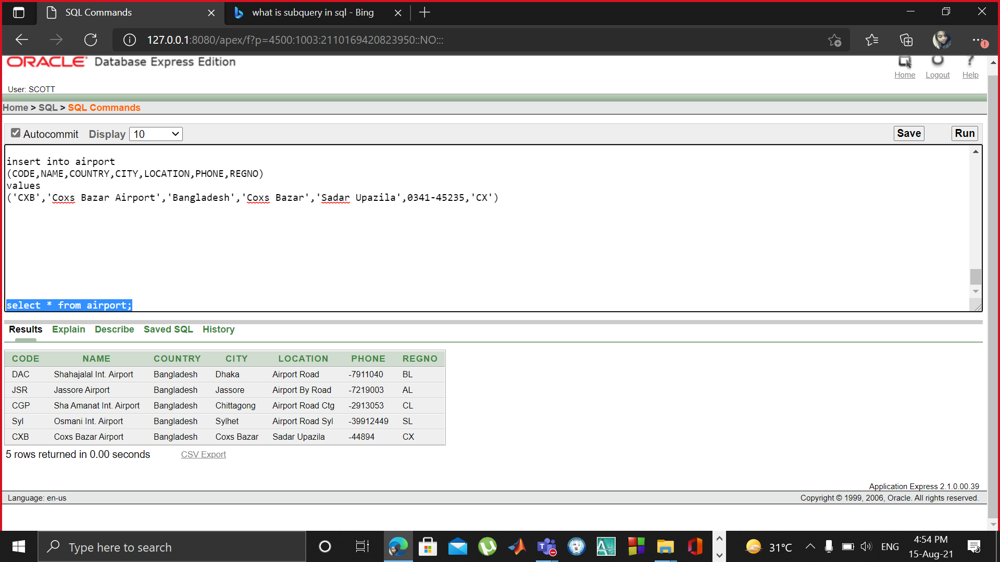 SQL Commands
what is subquery in sql - Bing
127.0.0.1:8080/apex/f?p=4500:1003:2110169420823950::NO:::
ORACLE Database Express Edition
Home Logout Help
User: SCOTT
Home > SQL > SQL Commands
Autocommit Display 10 Save Run
insert into airport
(CODE,NAME,COUNTRY,CITY,LOCATION,PHONE,REGNO)
values
('CXB','Coxs Bazar Airport','Bangladesh','Coxs Bazar','Sadar Upazila',0341-45235,'CX')
select * from airport;
Results Explain Describe Saved SQL History
CODE NAME COUNTRY CITY LOCATION PHONE REGNO
DAC Shahajalal Int. Airport Bangladesh Dhaka Airport Road -7911040 BL
JSR Jassore Airport Bangladesh Jassore Airport By Road -7219003 AL
CGP Sha Amanat Int. Airport Bangladesh Chittagong Airport Road Ctg -2913053 CL
Syl Osmani Int. Airport Bangladesh Sylhet Airport Road Syl -39912449 SL
CXB Coxs Bazar Airport Bangladesh Coxs Bazar Sadar Upazila -44894 CX
5 rows returned in 0.00 seconds CSV Export
Application Express 2.1.0.00.39
Language: en-us Copyright © 1999, 2006, Oracle. All rights reserved.
Type here to search 31°C ENG 4:54 PM
15-Aug-21